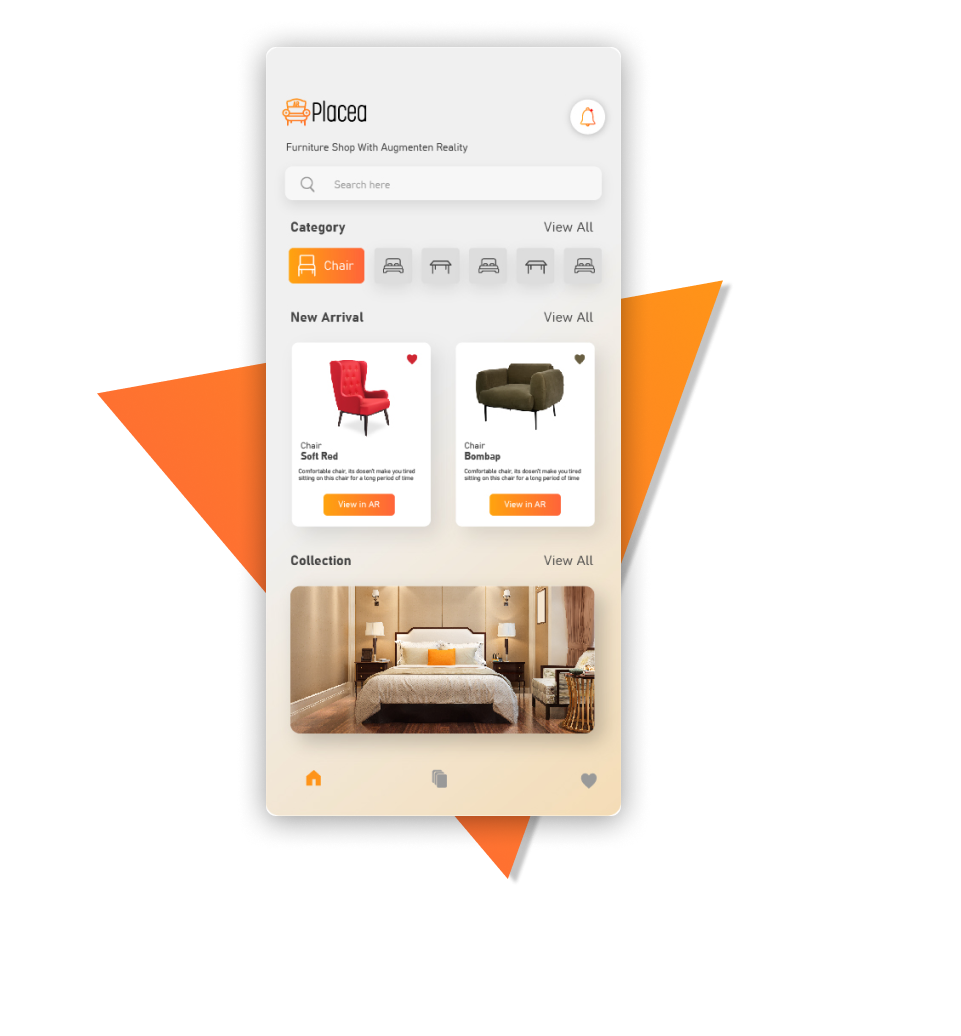 Placea
Furniture Shop With Augmenten Reality
Search here
Category
View All
Chair
New Arrival
View All
Chair
Soft Red
Comfortable chair, its dosen't make you tired
sitting on this chair for a long period of time
View in AR
Chair
Bombap
Comfortable chair, its dosen't make you tired
sitting on this chair for a long period of time
View in AR
Collection
View All